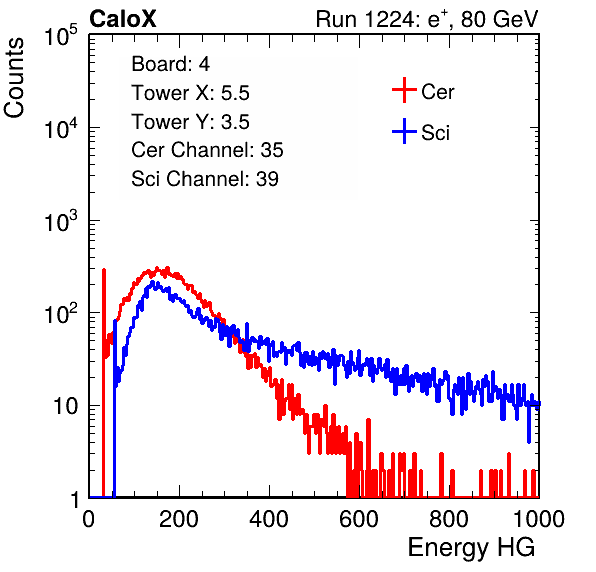 CaloX Run 1224: e⁺, 80 GeV
Counts
Board: 4
Tower X: 5.5
Tower Y: 3.5
Cer Channel: 35
Sci Channel: 39
Cer
Sci
10⁵
10⁴
10³
10²
10
1
0 200 400 600 800 1000
Energy HG